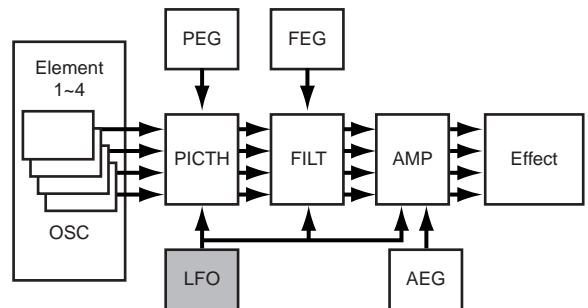 PEG
FEG
Element
1~4
PICTH
FILT
AMP
Effect
OSC
LFO
AEG